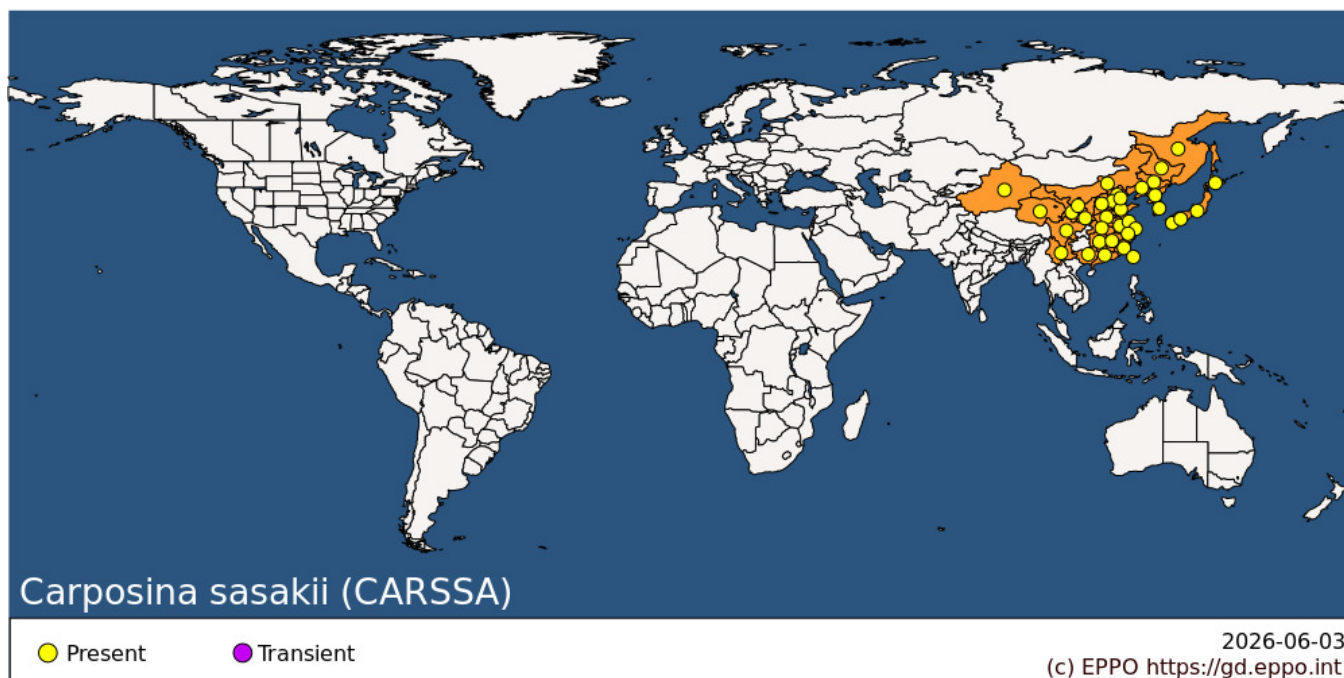 Carposina sasakii (CARSSA)
Present
Transient
2026-06-03
(c) EPPO https://gd.eppo.int